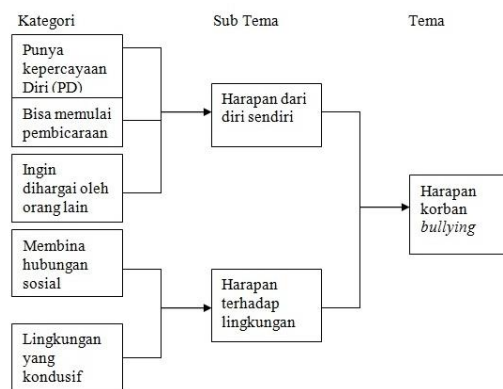 Kategori
Sub Tema
Tema
Punya
kepercayaan
Diri (PD)
Bisa memulai
pembicaraan
Ingin
dihargai oleh
orang lain
Membina
hubungan
sosial
Lingkungan
yang
kondusif
Harapan dari
diri sendiri
Harapan
terhadap
lingkungan
Harapan
korban
bullying